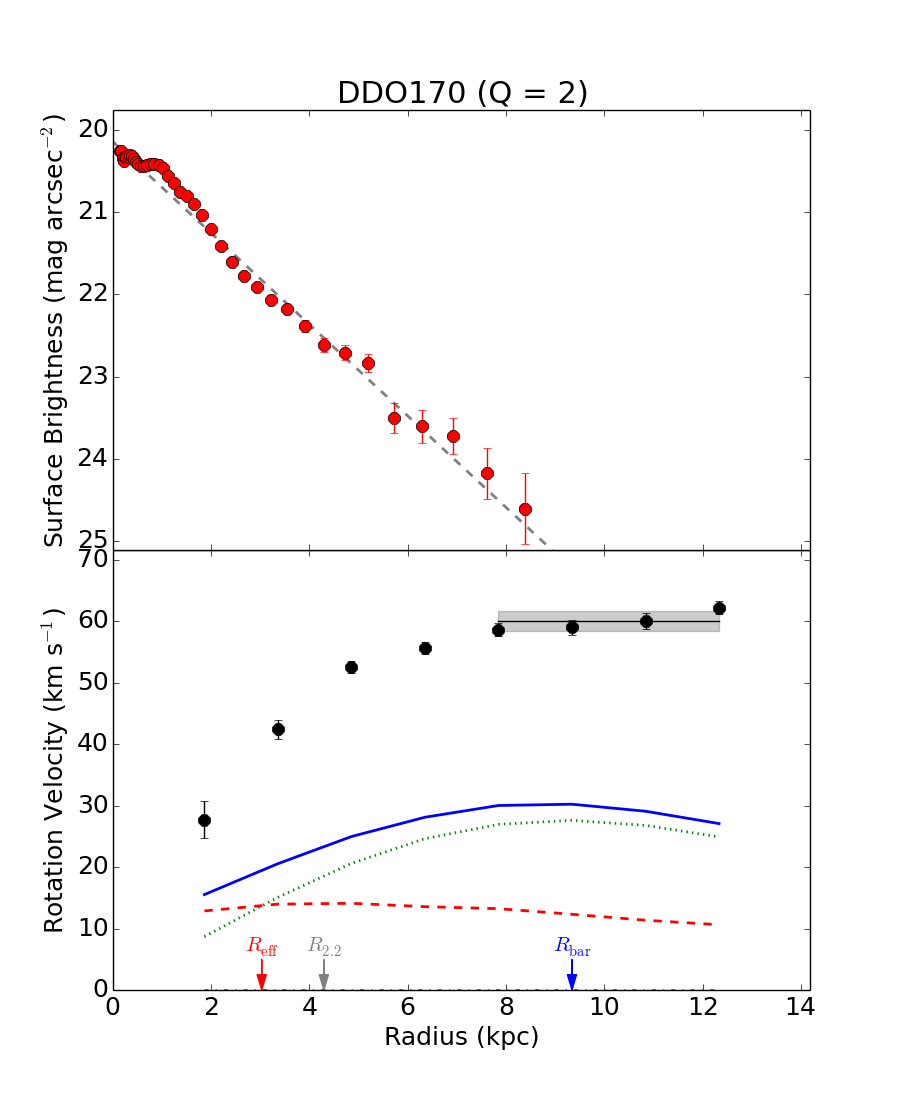 DDO170 (Q = 2)
Surface Brightness (mag arcsec⁻²)
20
21
22
23
24
25
Rotation Velocity (km s⁻¹)
70
60
50
40
30
20
10
0
R_eff
R_2.2
R_bar
0 2 4 6 8 10 12 14
Radius (kpc)